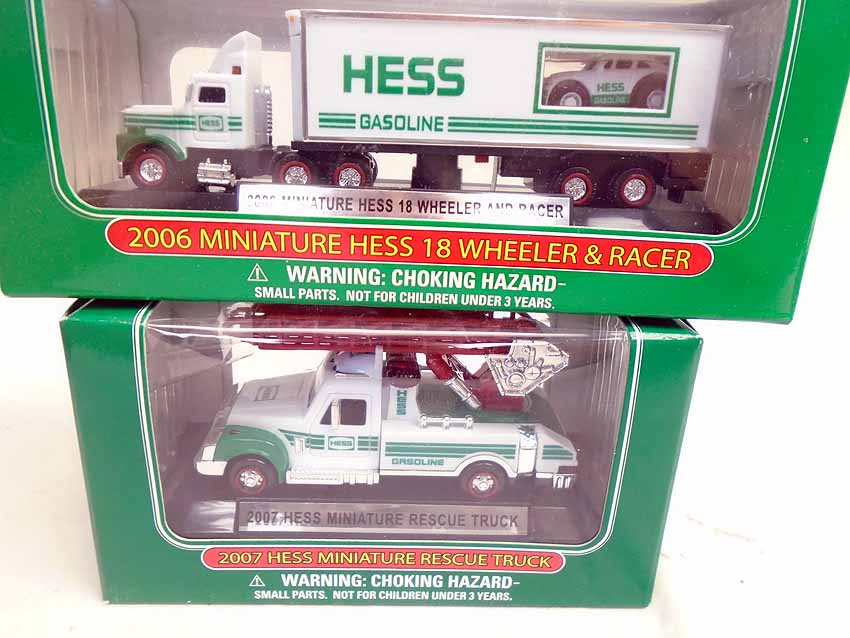 HESS
GASOLINE
HESS
GASOLINE
HESS
2006 MINIATURE HESS 18 WHEELER AND RACER
2006 MINIATURE HESS 18 WHEELER & RACER
WARNING: CHOKING HAZARD-
SMALL PARTS. NOT FOR CHILDREN UNDER 3 YEARS.
HESS
HESS
HESS
GASOLINE
2007 HESS MINIATURE RESCUE TRUCK
2007 HESS MINIATURE RESCUE TRUCK
WARNING: CHOKING HAZARD-
SMALL PARTS. NOT FOR CHILDREN UNDER 3 YEARS.